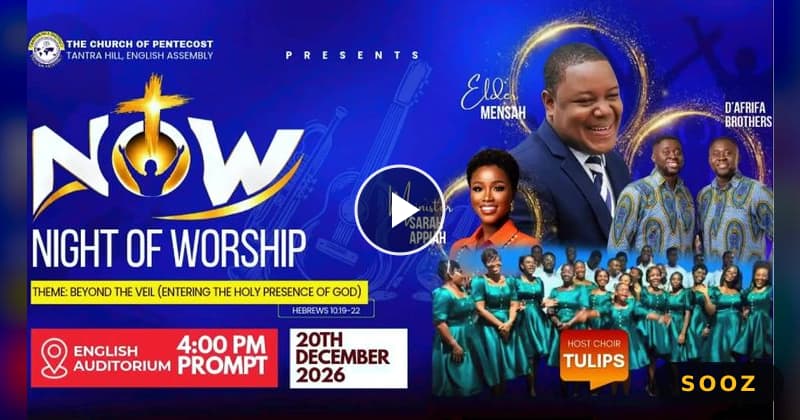 THE CHURCH OF PENTECOST
TANTRA HILL, ENGLISH ASSEMBLY
PRESENTS
NOW
NIGHT OF WORSHIP
THEME: BEYOND THE VEIL (ENTERING THE HOLY PRESENCE OF GOD)
HEBREWS 10:19-22
ENGLISH
AUDITORIUM
4:00 PM
PROMPT
20TH
DECEMBER
2026
Elder
MENSAH
D'AFRIFA
BROTHERS
Minister
SARAH
APPIAH
HOST CHOIR
TULIPS
SOOZ